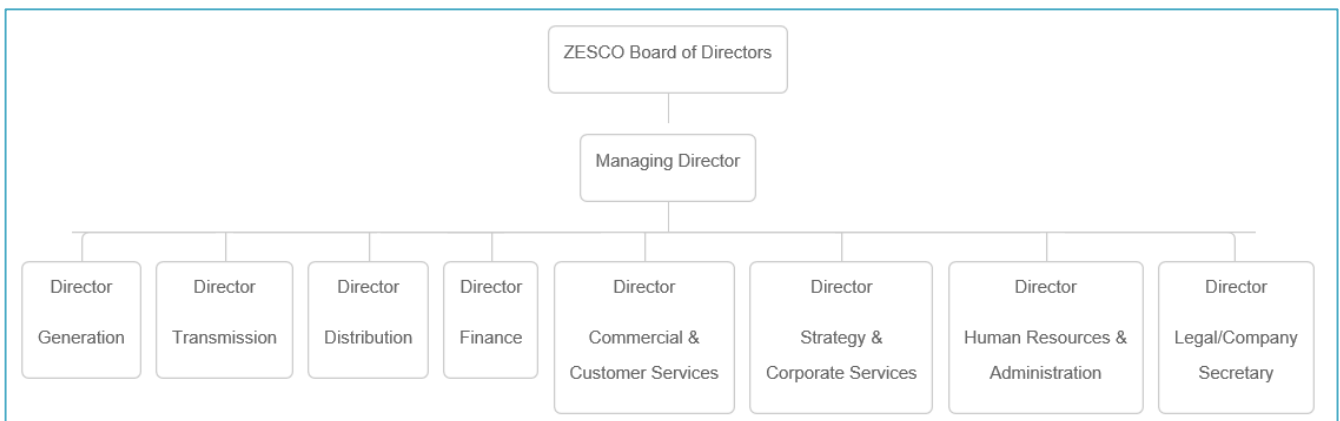 ZESCO Board of Directors
Managing Director
Director
Generation
Director
Transmission
Director
Distribution
Director
Finance
Director
Commercial &
Customer Services
Director
Strategy &
Corporate Services
Director
Human Resources &
Administration
Director
Legal/Company
Secretary